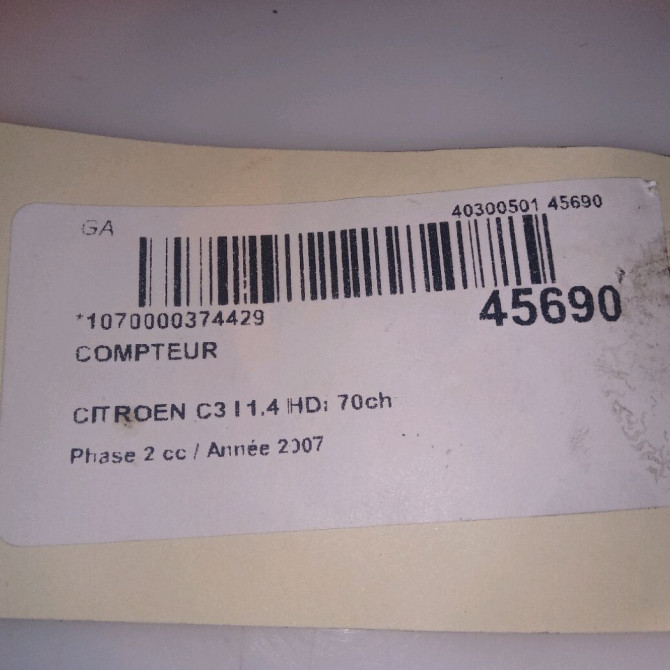 GA
40300501 45690
*1070000374429
45690
COMPTEUR
CITROEN C3 I 1.4 HDi 70ch
Phase 2 cc / Année 2007